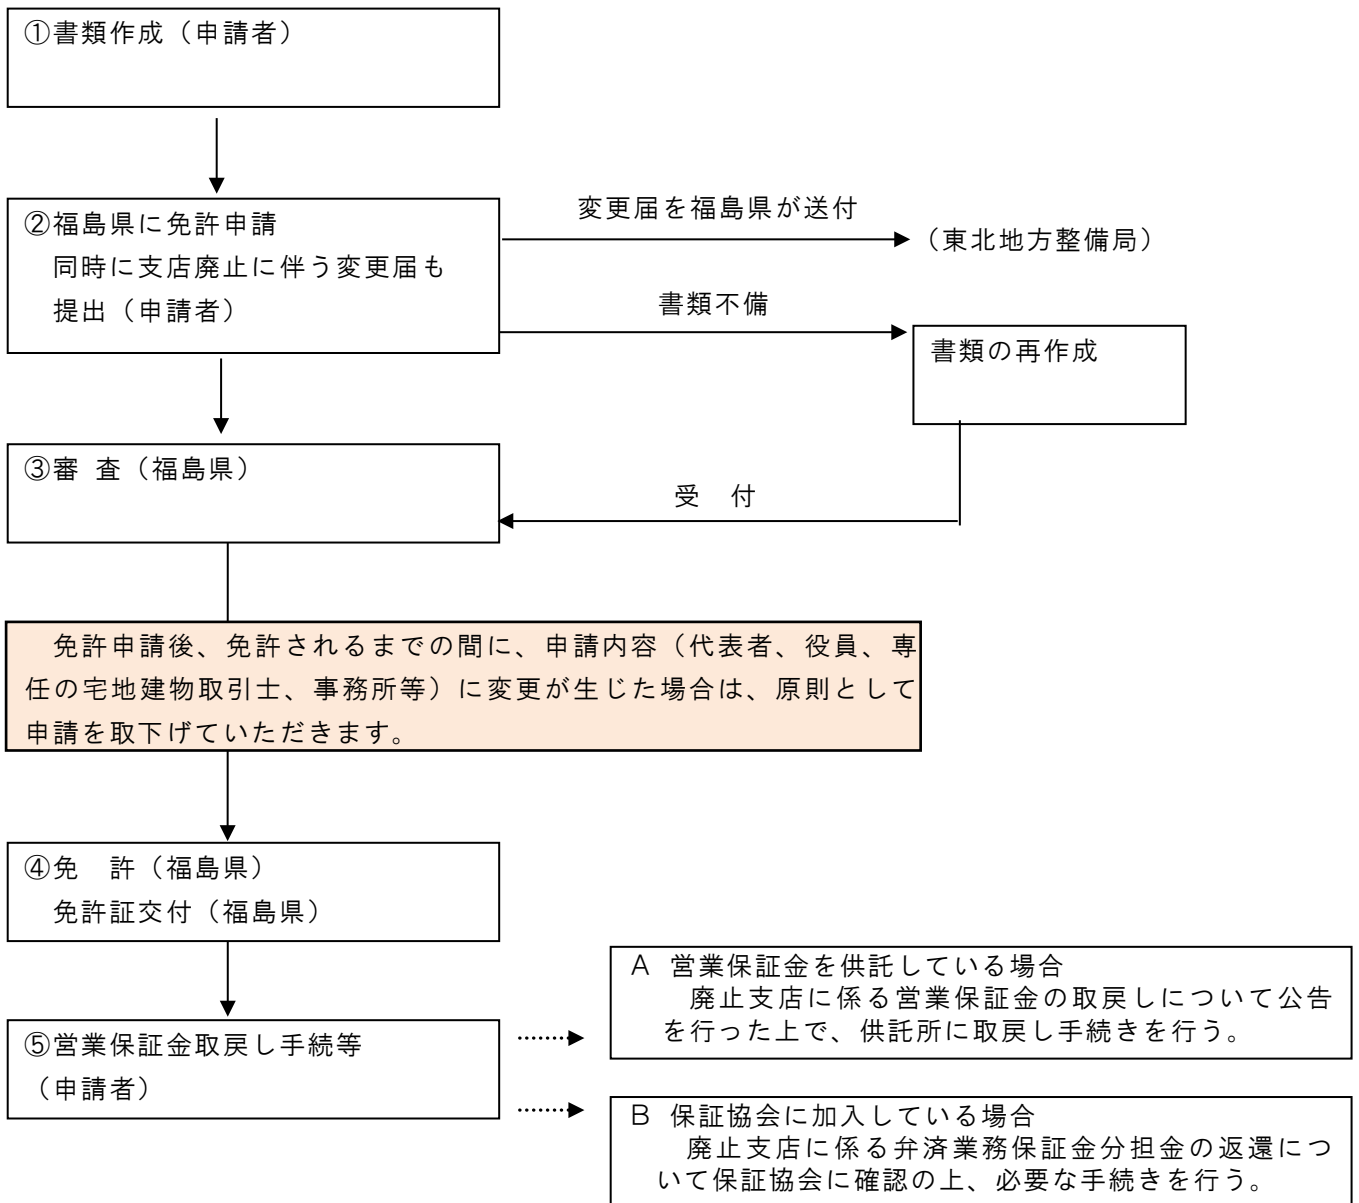 ①書類作成（申請者）
②福島県に免許申請
同時に支店廃止に伴う変更届も
提出（申請者）
変更届を福島県が送付
（東北地方整備局）
書類不備
書類の再作成
③審 査（福島県）
受　付
免許申請後、免許されるまでの間に、申請内容（代表者、役員、専
任の宅地建物取引士、事務所等）に変更が生じた場合は、原則として
申請を取下げていただきます。
④免　許（福島県）
免許証交付（福島県）
⑤営業保証金取戻し手続等
（申請者）
A 営業保証金を供託している場合
廃止支店に係る営業保証金の取戻しについて公告
を行った上で、供託所に取戻し手続きを行う。
B 保証協会に加入している場合
廃止支店に係る弁済業務保証金分担金の返還につ
いて保証協会に確認の上、必要な手続きを行う。